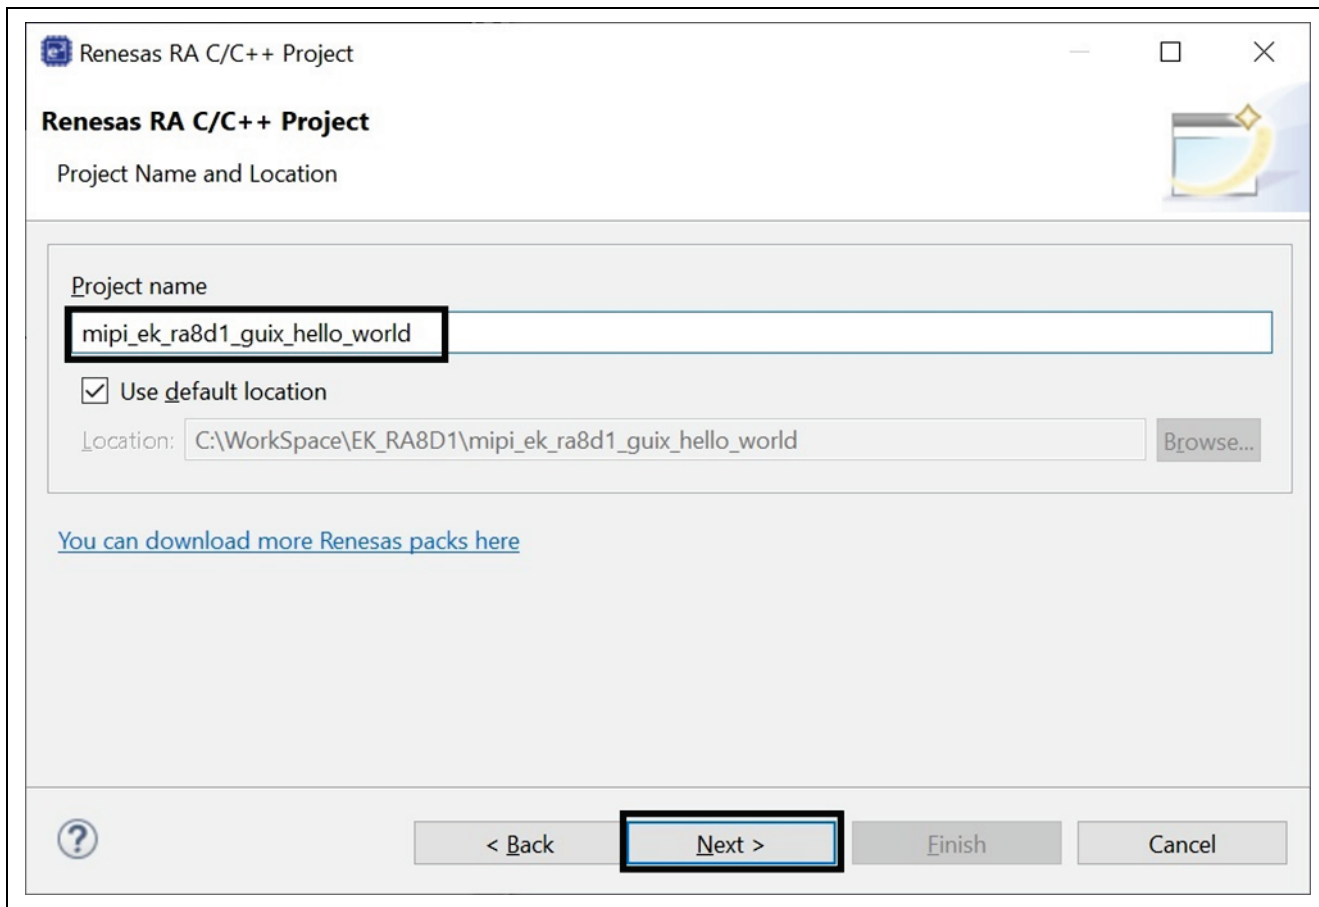 Renesas RA C/C++ Project
Renesas RA C/C++ Project
Project Name and Location
Project name
mipi_ek_ra8d1_guix_hello_world
Use default location
Location: C:\WorkSpace\EK_RA8D1\mipi_ek_ra8d1_guix_hello_world Browse...
You can download more Renesas packs here
? < Back Next > Finish Cancel